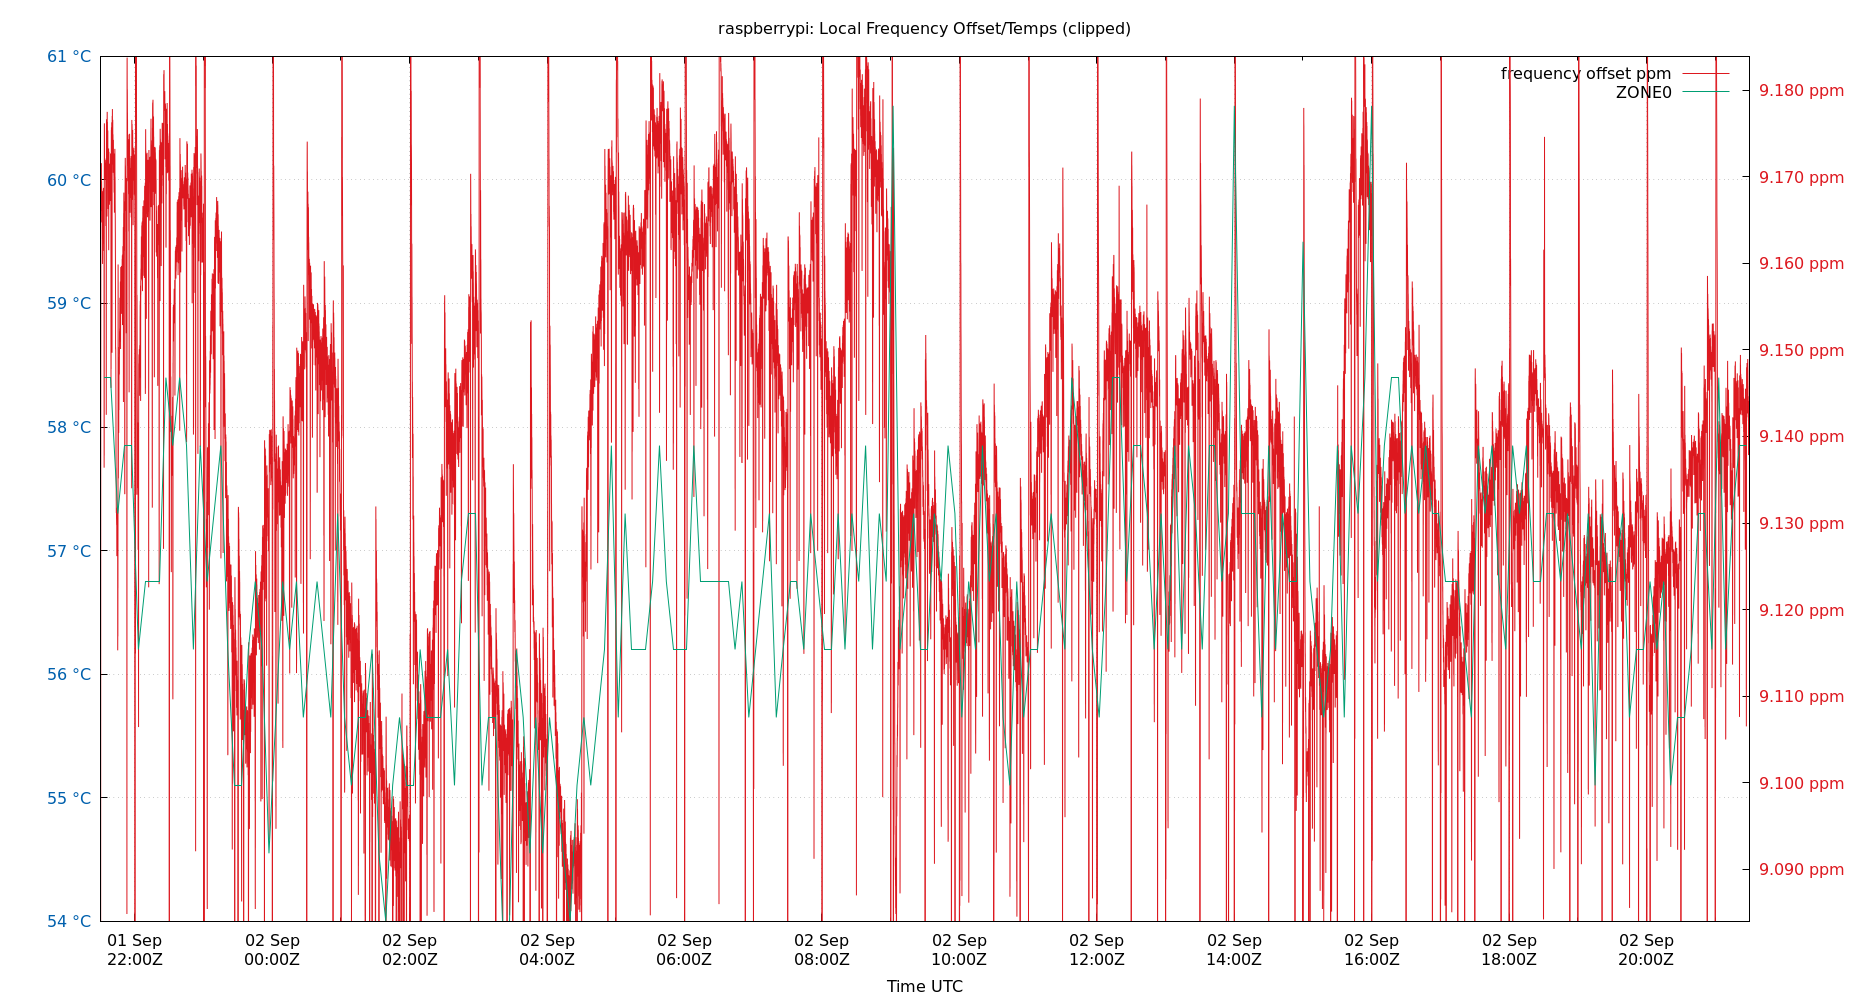 raspberrypi: Local Frequency Offset/Temps (clipped)
61 °C
60 °C
59 °C
58 °C
57 °C
56 °C
55 °C
54 °C
frequency offset ppm
ZONE0
9.180 ppm
9.170 ppm
9.160 ppm
9.150 ppm
9.140 ppm
9.130 ppm
9.120 ppm
9.110 ppm
9.100 ppm
9.090 ppm
01 Sep 02 Sep 02 Sep 02 Sep 02 Sep 02 Sep 02 Sep 02 Sep 02 Sep 02 Sep 02 Sep 02 Sep
22:00Z 00:00Z 02:00Z 04:00Z 06:00Z 08:00Z 10:00Z 12:00Z 14:00Z 16:00Z 18:00Z 20:00Z
Time UTC